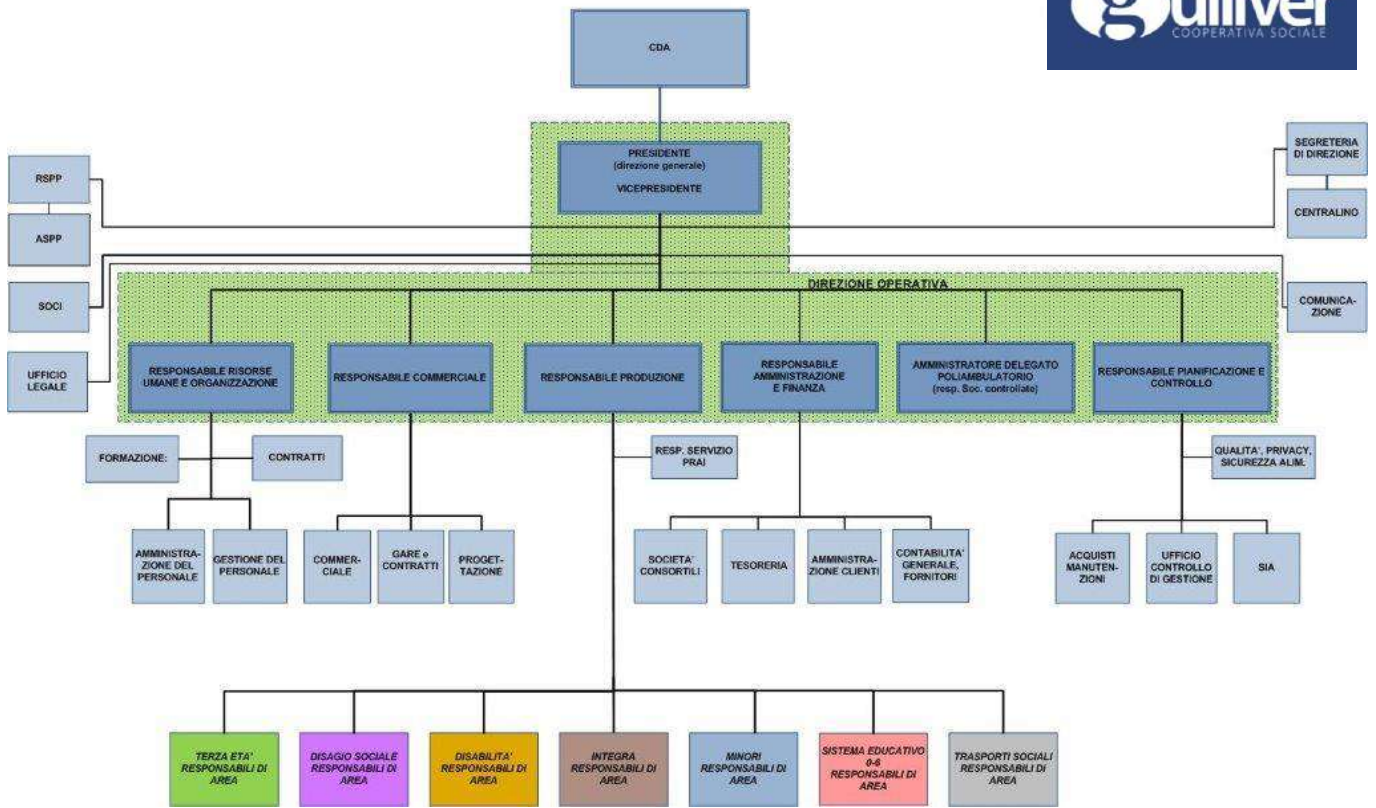 gulliver
COOPERATIVA SOCIALE
CDA
PRESIDENTE
(direzione generale)
VICEPRESIDENTE
RSPP
ASPP
SOCI
UFFICIO
LEGALE
SEGRETERIA
DI DIREZIONE
CENTRALINO
COMUNICA-
ZIONE
DIREZIONE OPERATIVA
RESPONSABILE RISORSE
UMANE E ORGANIZZAZIONE
RESPONSABILE COMMERCIALE
RESPONSABILE PRODUZIONE
RESPONSABILE
AMMINISTRAZIONE
E FINANZA
AMMINISTRATORE DELEGATO
POLIAMBULATORIO
(resp. Soc. controllate)
RESPONSABILE PIANIFICAZIONE E
CONTROLLO
FORMAZIONE:
CONTRATTI
RESP. SERVIZIO
PRAI
QUALITA', PRIVACY,
SICUREZZA ALIM.
AMMINISTRA-
ZIONE DEL
PERSONALE
GESTIONE DEL
PERSONALE
COMMER-
CIALE
GARE e
CONTRATTI
PROGET-
TAZIONE
SOCIETA'
CONSORTILI
TESORERIA
AMMINISTRA-
ZIONE CLIENTI
CONTABILITA'
GENERALE,
FORNITORI
ACQUISTI
MANUTEN-
ZIONI
UFFICIO
CONTROLLO
DI GESTIONE
SIA
TERZA ETA'
RESPONSABILI DI
AREA
DISAGIO SOCIALE
RESPONSABILI DI
AREA
DISABILITA'
RESPONSABILI DI
AREA
INTEGRA
RESPONSABILI DI
AREA
MINORI
RESPONSABILI DI
AREA
SISTEMA EDUCATIVO
0-6
RESPONSABILI DI
AREA
TRASPORTI SOCIALI
RESPONSABILI DI
AREA